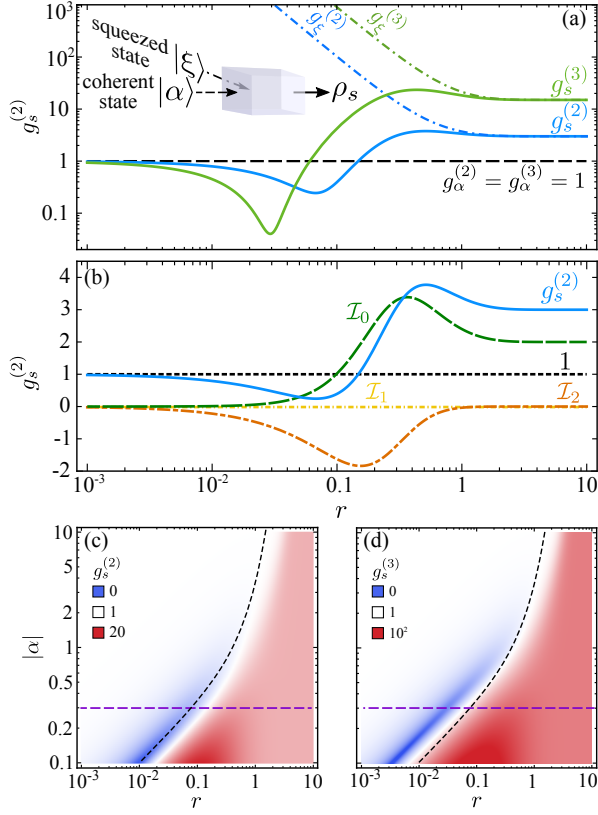 (a)
10³
10²
10
1
0.1
g_s^(2)
squeezed
state |ξ⟩
coherent
state |α⟩
ρ_s
g_ξ^(2)
g_ξ^(3)
g_s^(3)
g_s^(2)
g_α^(2) = g_α^(3) = 1
(b)
4
3
2
1
0
-1
-2
g_s^(2)
I_0
g_s^(2)
1
I_1
I_2
10⁻³ 10⁻² 0.1 1 10
r
(c)
g_s^(2)
0
1
20
10
5
2
1
0.5
0.2
0.1
|α|
10⁻³ 10⁻² 0.1 1 10
r
(d)
g_s^(3)
0
1
10²
10⁻³ 10⁻² 0.1 1 10
r